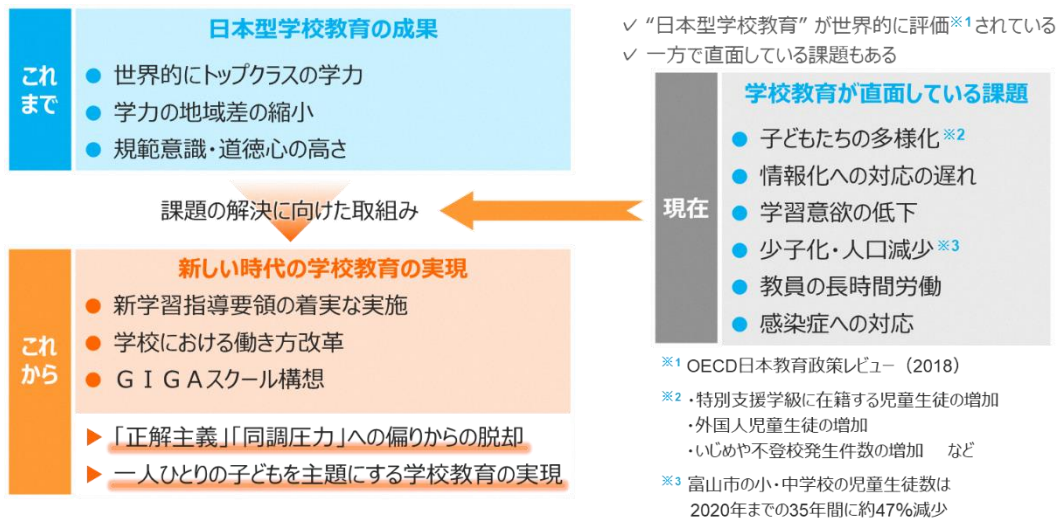 日本型学校教育の成果
これ
まで
● 世界的にトップクラスの学力
● 学力の地域差の縮小
● 規範意識・道徳心の高さ
課題の解決に向けた取組み
新しい時代の学校教育の実現
これ
から
● 新学習指導要領の着実な実施
● 学校における働き方改革
● ＧＩＧＡスクール構想
▶ 「正解主義」「同調圧力」への偏りからの脱却
▶ 一人ひとりの子どもを主題にする学校教育の実現
✓ “日本型学校教育” が世界的に評価※1されている
✓ 一方で直面している課題もある
学校教育が直面している課題
現在
● 子どもたちの多様化※2
● 情報化への対応の遅れ
● 学習意欲の低下
● 少子化・人口減少※3
● 教員の長時間労働
● 感染症への対応
※1 OECD日本教育政策レビュー（2018）
※2 ・特別支援学級に在籍する児童生徒の増加
・外国人児童生徒の増加
・いじめや不登校発生件数の増加　など
※3 富山市の小・中学校の児童生徒数は
2020年までの35年間に約47%減少